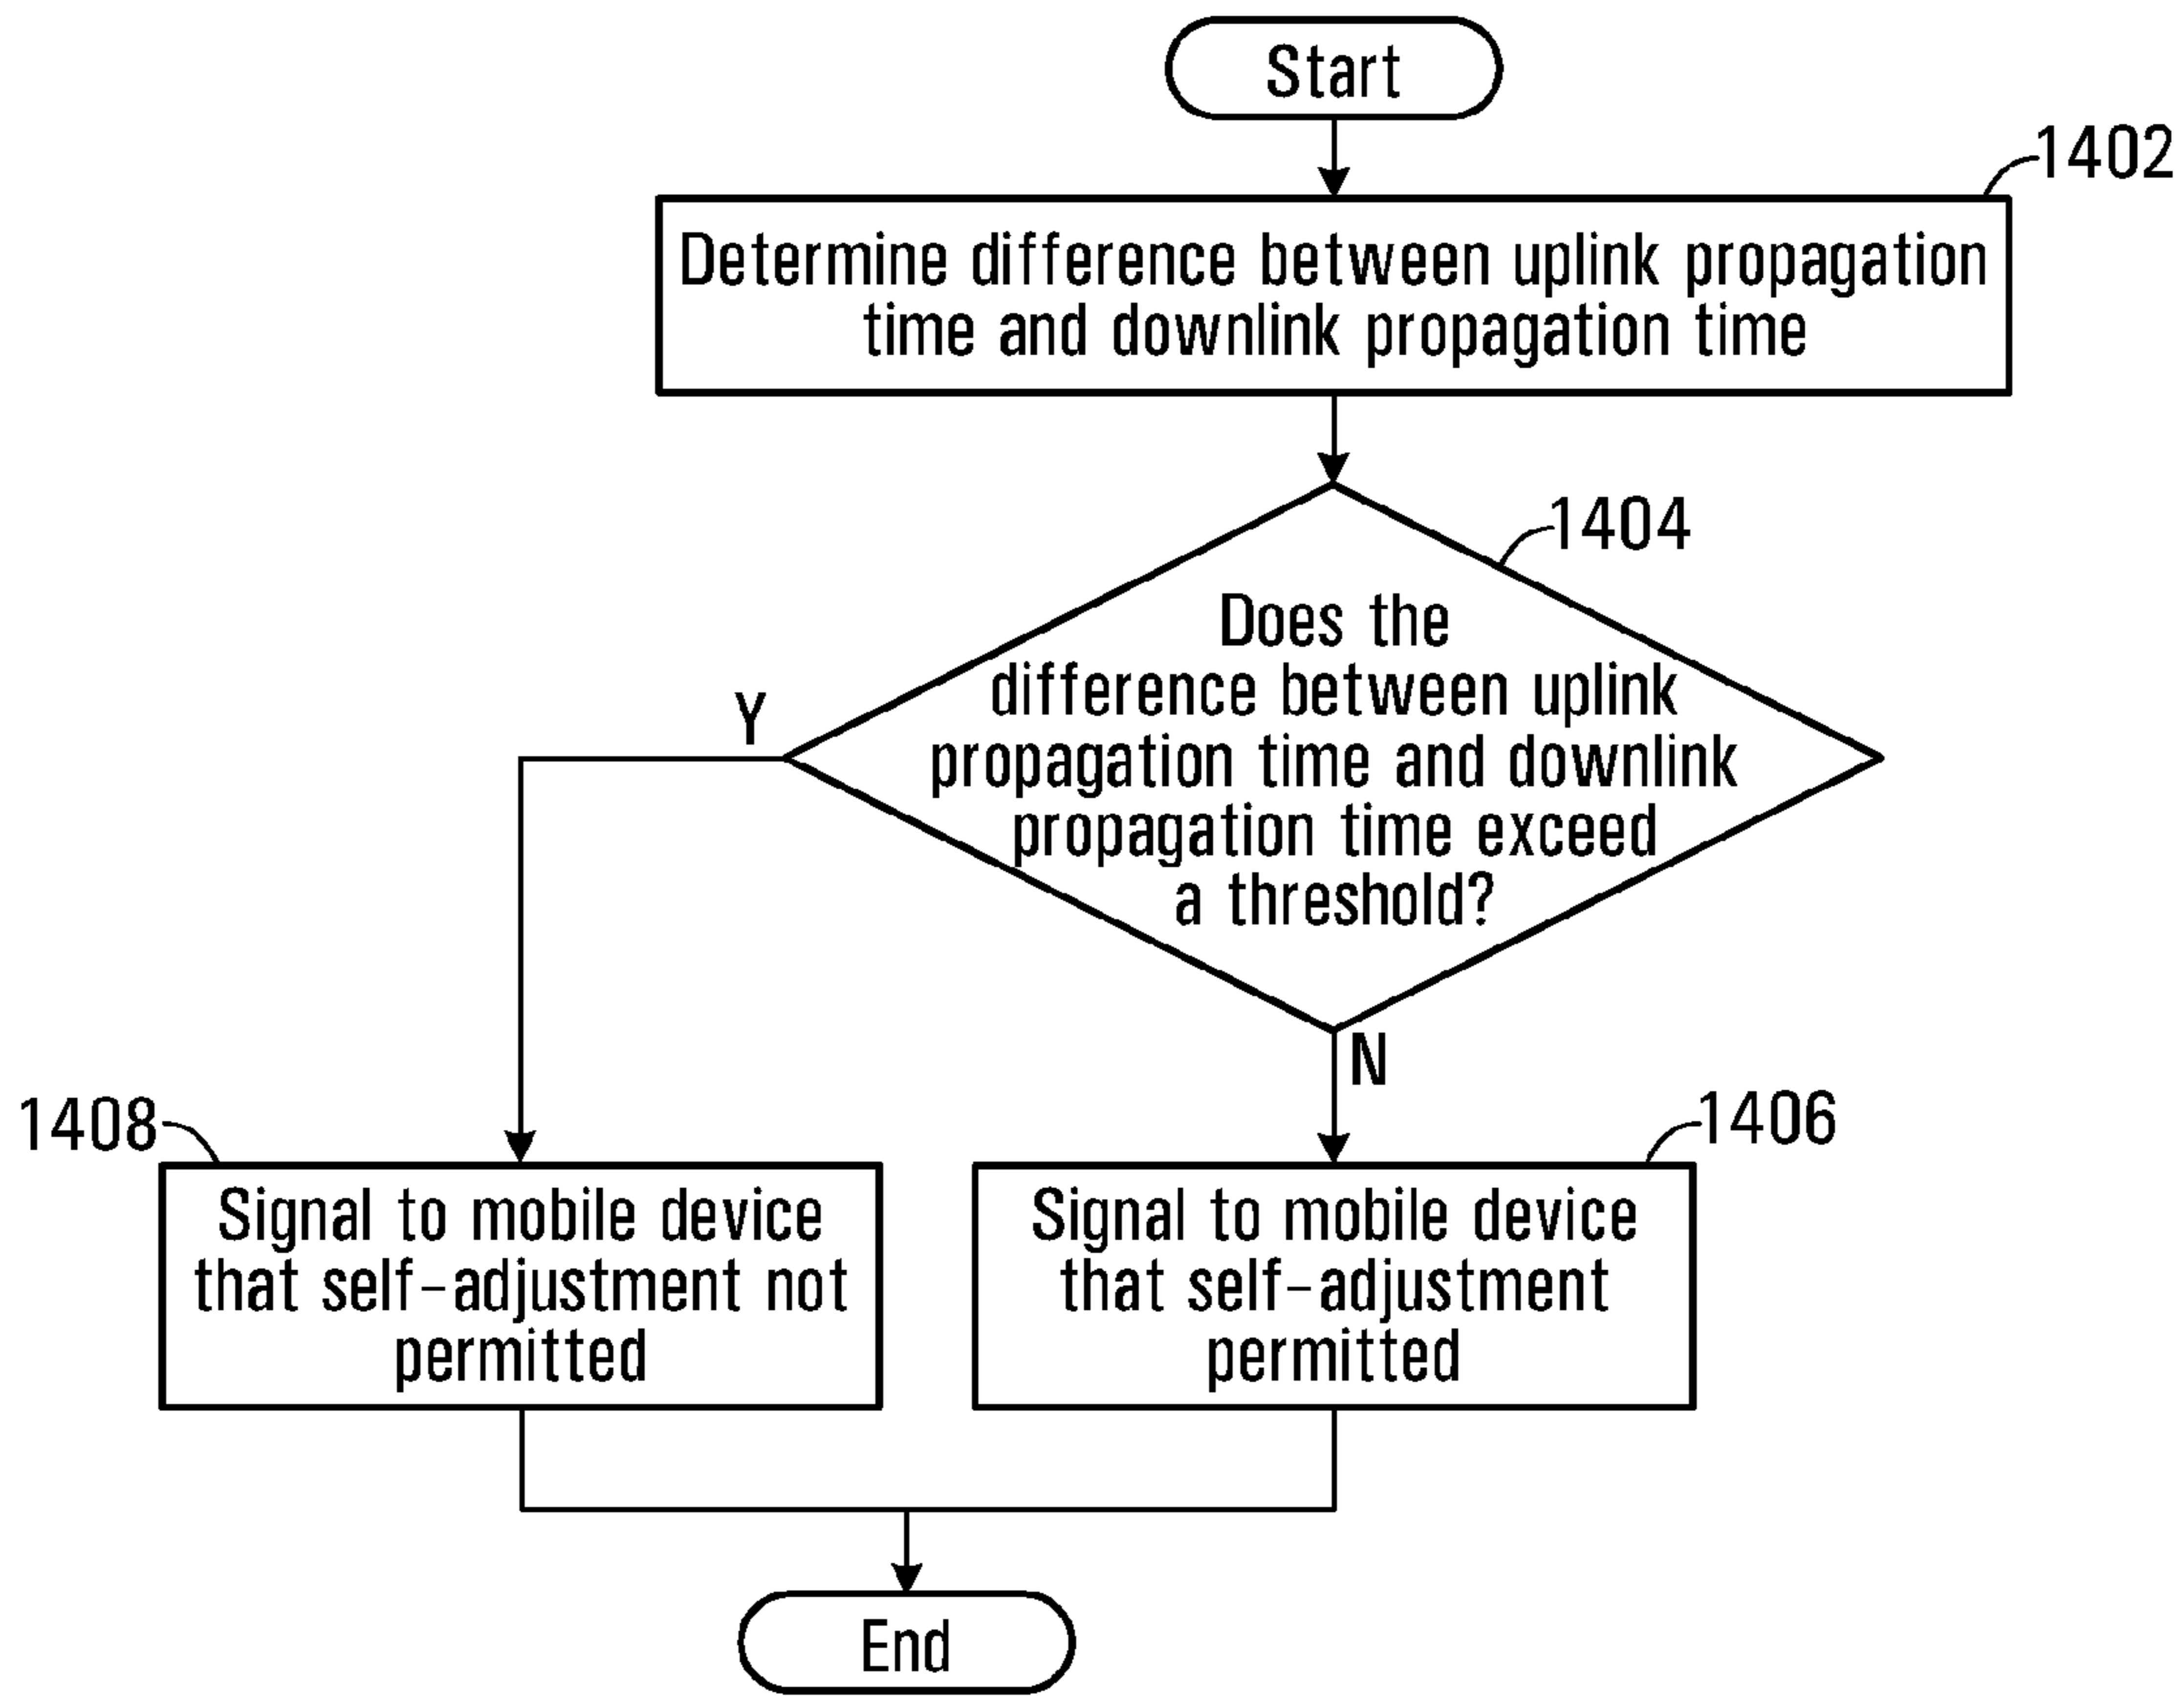 Start
1402
Determine difference between uplink propagation
time and downlink propagation time
1404
Does the
difference between uplink
propagation time and downlink
propagation time exceed
a threshold?
Y
N
1408
Signal to mobile device
that self-adjustment not
permitted
1406
Signal to mobile device
that self-adjustment
permitted
End